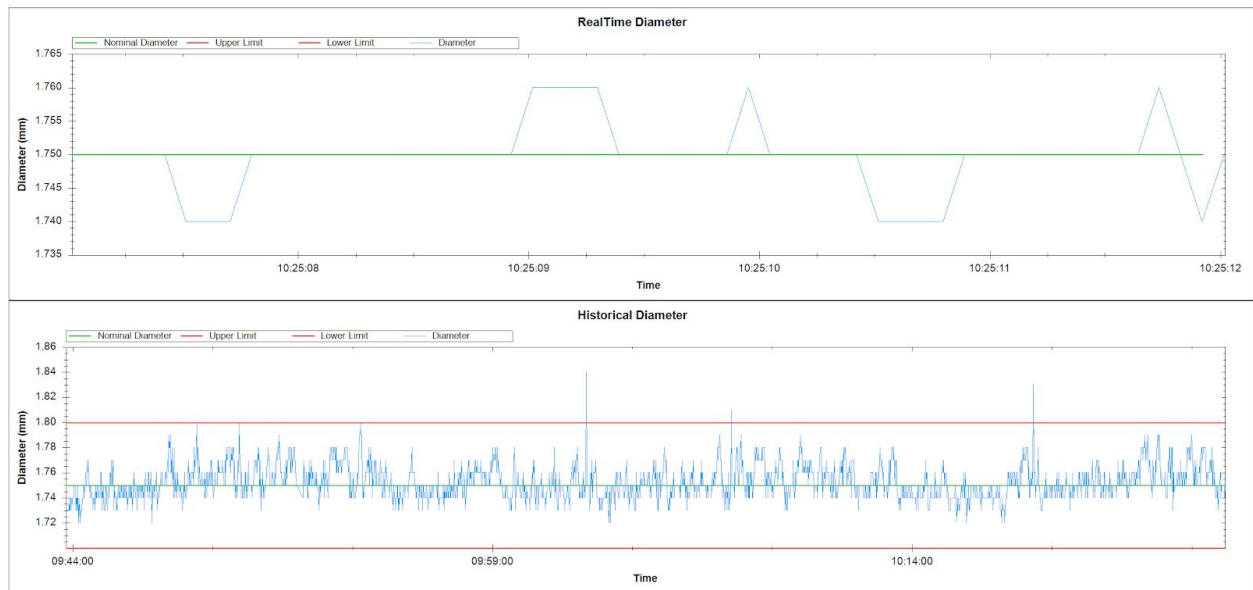 RealTime Diameter
Nominal Diameter Upper Limit Lower Limit Diameter
1.765
1.760
1.755
1.750
1.745
1.740
1.735
Diameter (mm)
10:25:08 10:25:09 10:25:10 10:25:11 10:25:12
Time
Historical Diameter
Nominal Diameter Upper Limit Lower Limit Diameter
1.86
1.84
1.82
1.80
1.78
1.76
1.74
1.72
Diameter (mm)
09:44:00 09:59:00 10:14:00
Time